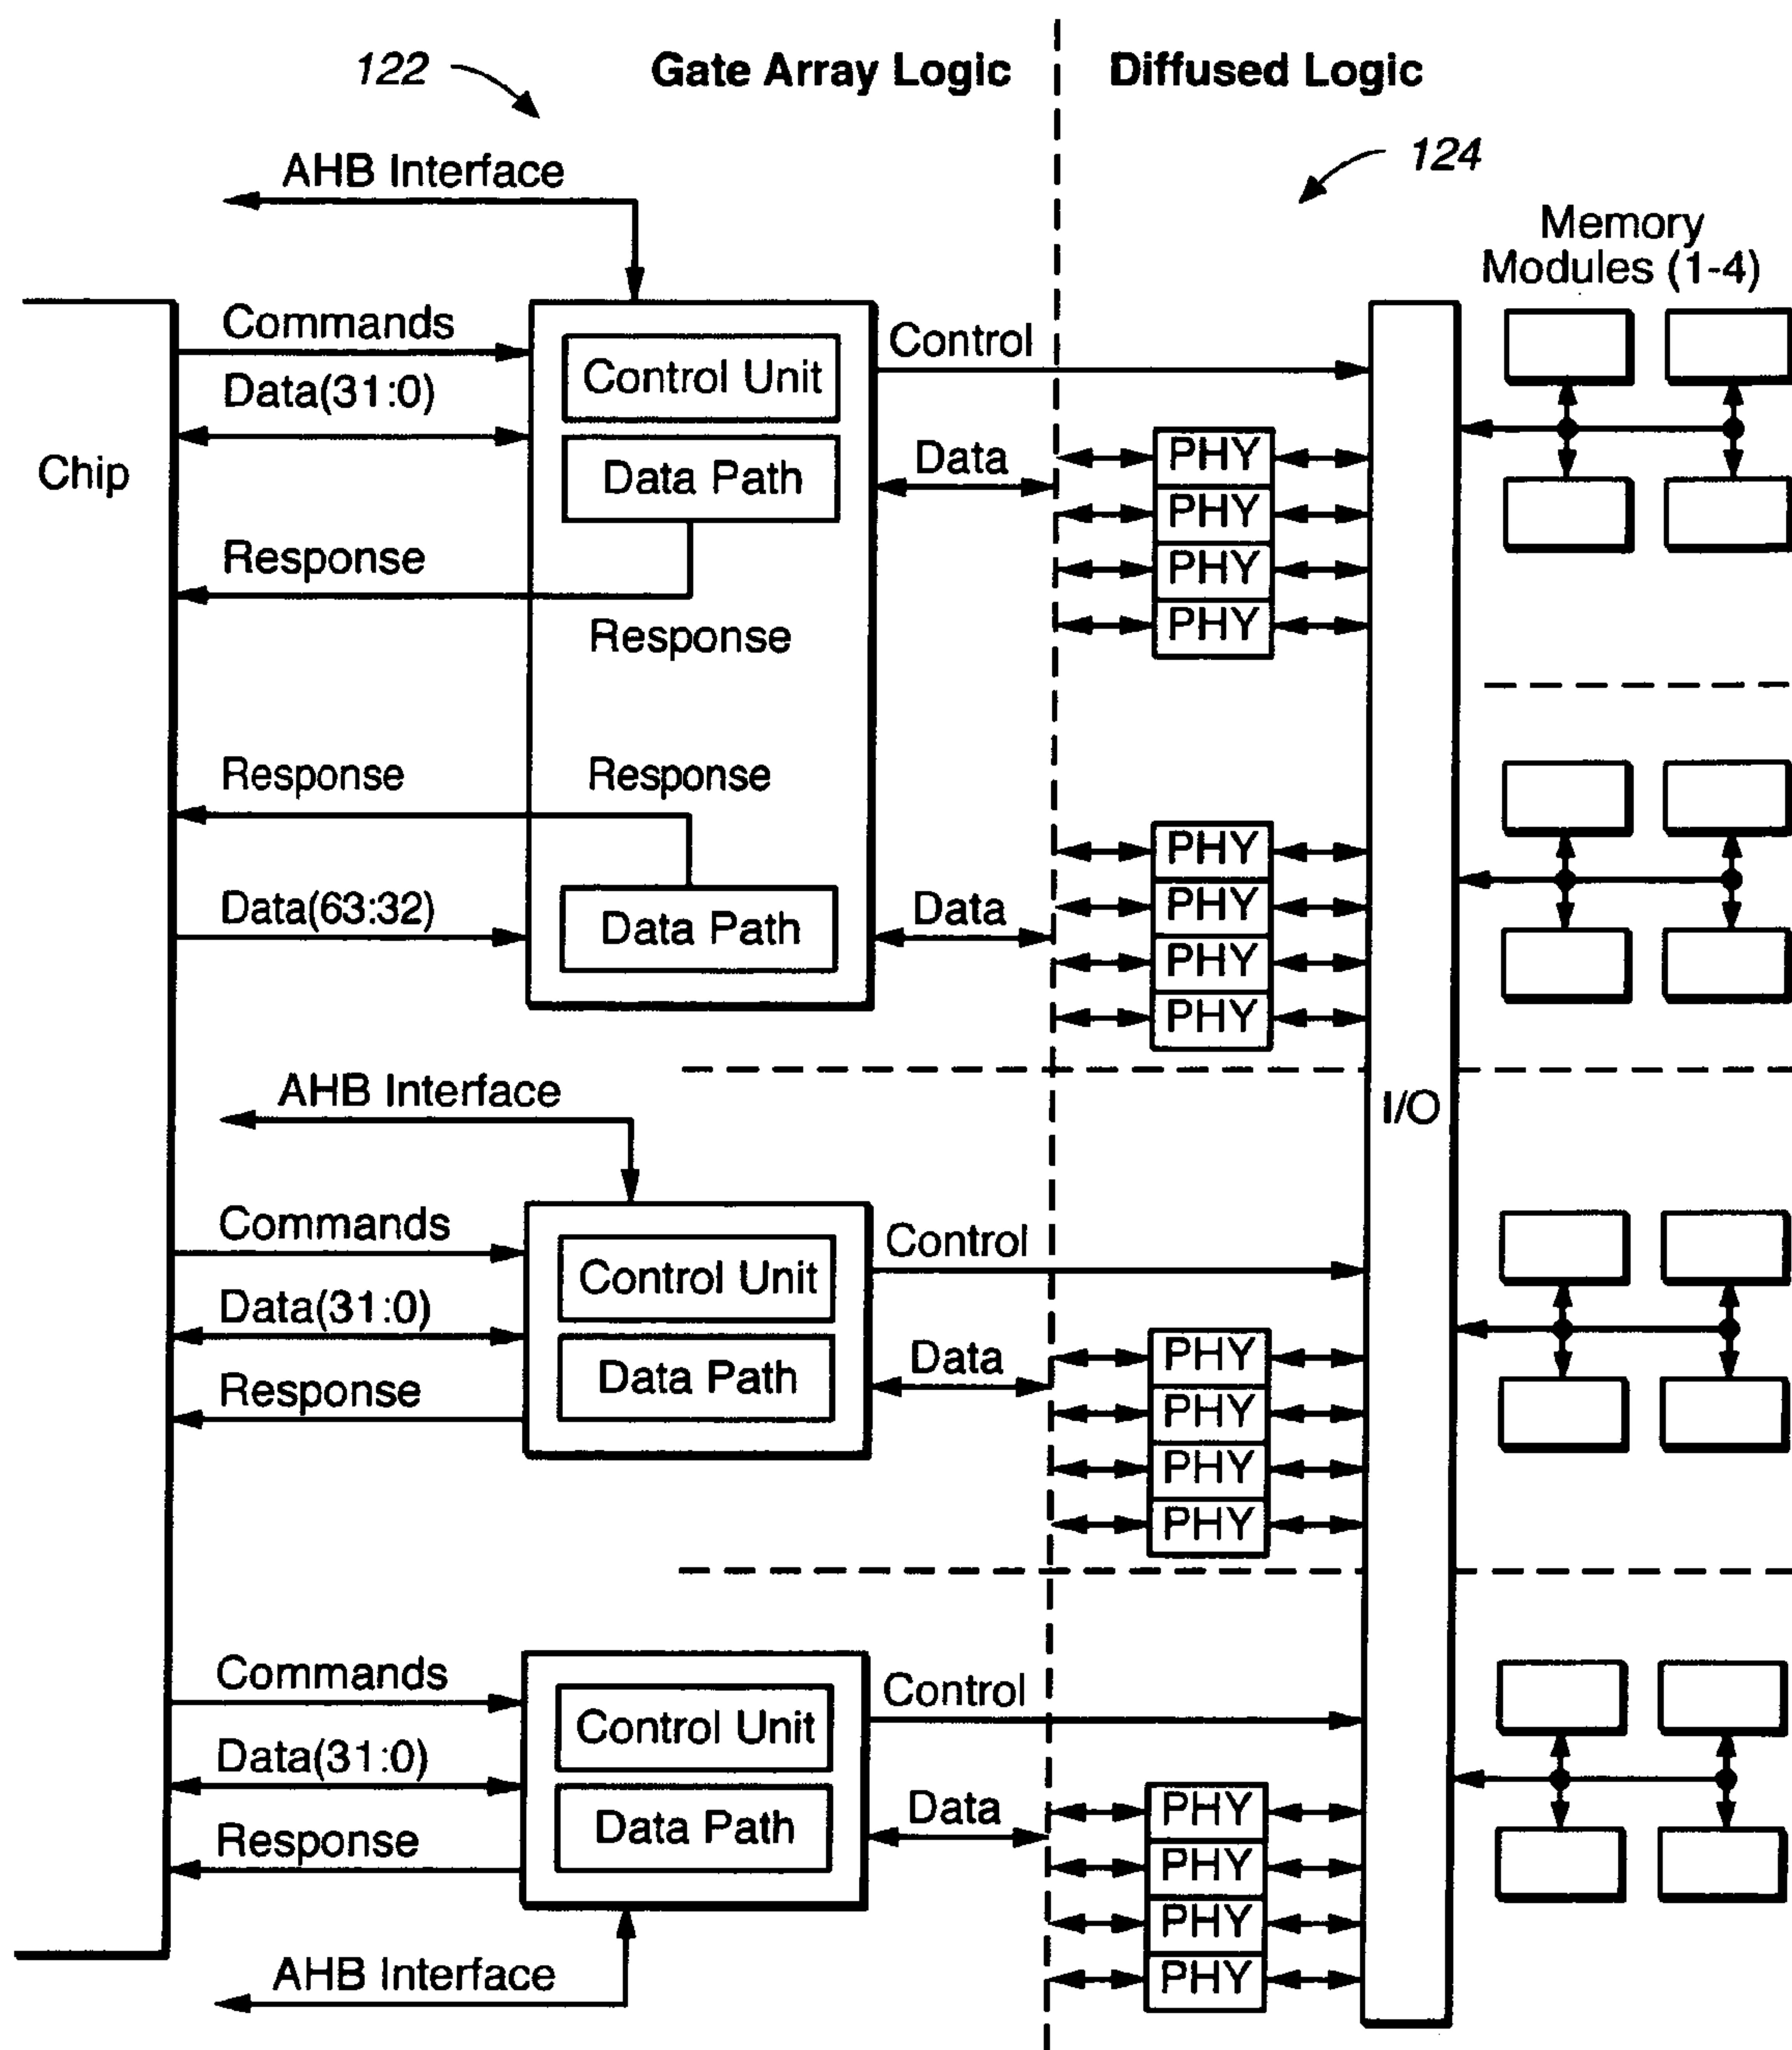 122
Gate Array Logic
Diffused Logic
124
AHB Interface
Memory
Modules (1-4)
Commands
Control
Control Unit
Data(31:0)
Chip
Data Path
Data
PHY
PHY
PHY
PHY
Response
Response
Response
Response
Data(63:32)
Data Path
Data
PHY
PHY
PHY
PHY
I/O
AHB Interface
Commands
Control
Control Unit
Data(31:0)
Data Path
Data
Response
PHY
PHY
PHY
PHY
Commands
Control
Control Unit
Data(31:0)
Data Path
Data
Response
PHY
PHY
PHY
PHY
AHB Interface